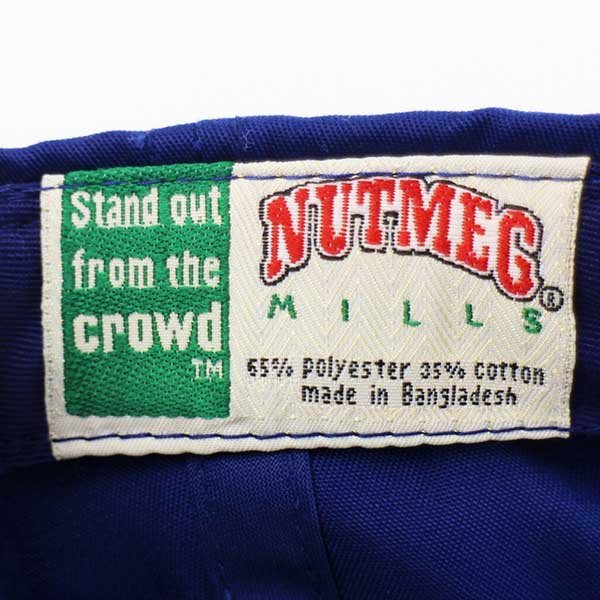 Stand out
from the
crowd
TM
NUTMEG
MILLS®
65% polyester 35% cotton
made in Bangladesh